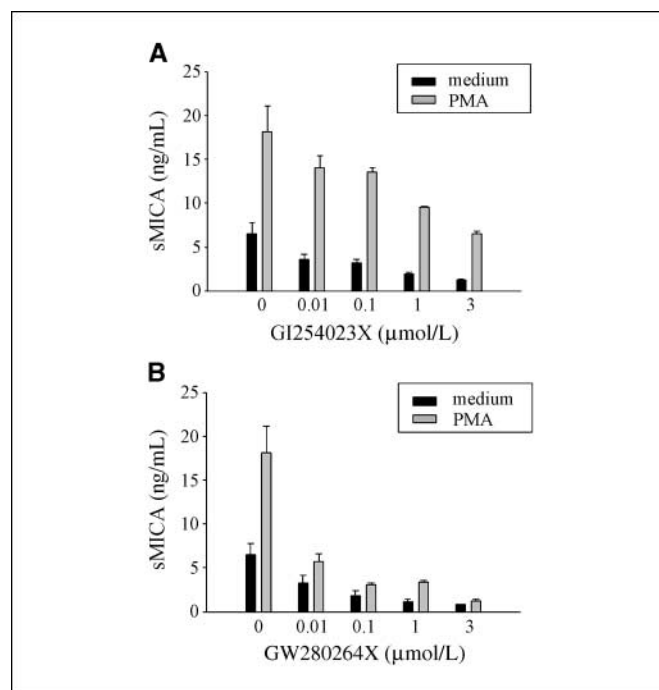 A
25
20
15
10
5
0
sMICA (ng/mL)
medium
PMA
0 0.01 0.1 1 3
GI254023X (μmol/L)
B
25
20
15
10
5
0
sMICA (ng/mL)
medium
PMA
0 0.01 0.1 1 3
GW280264X (μmol/L)